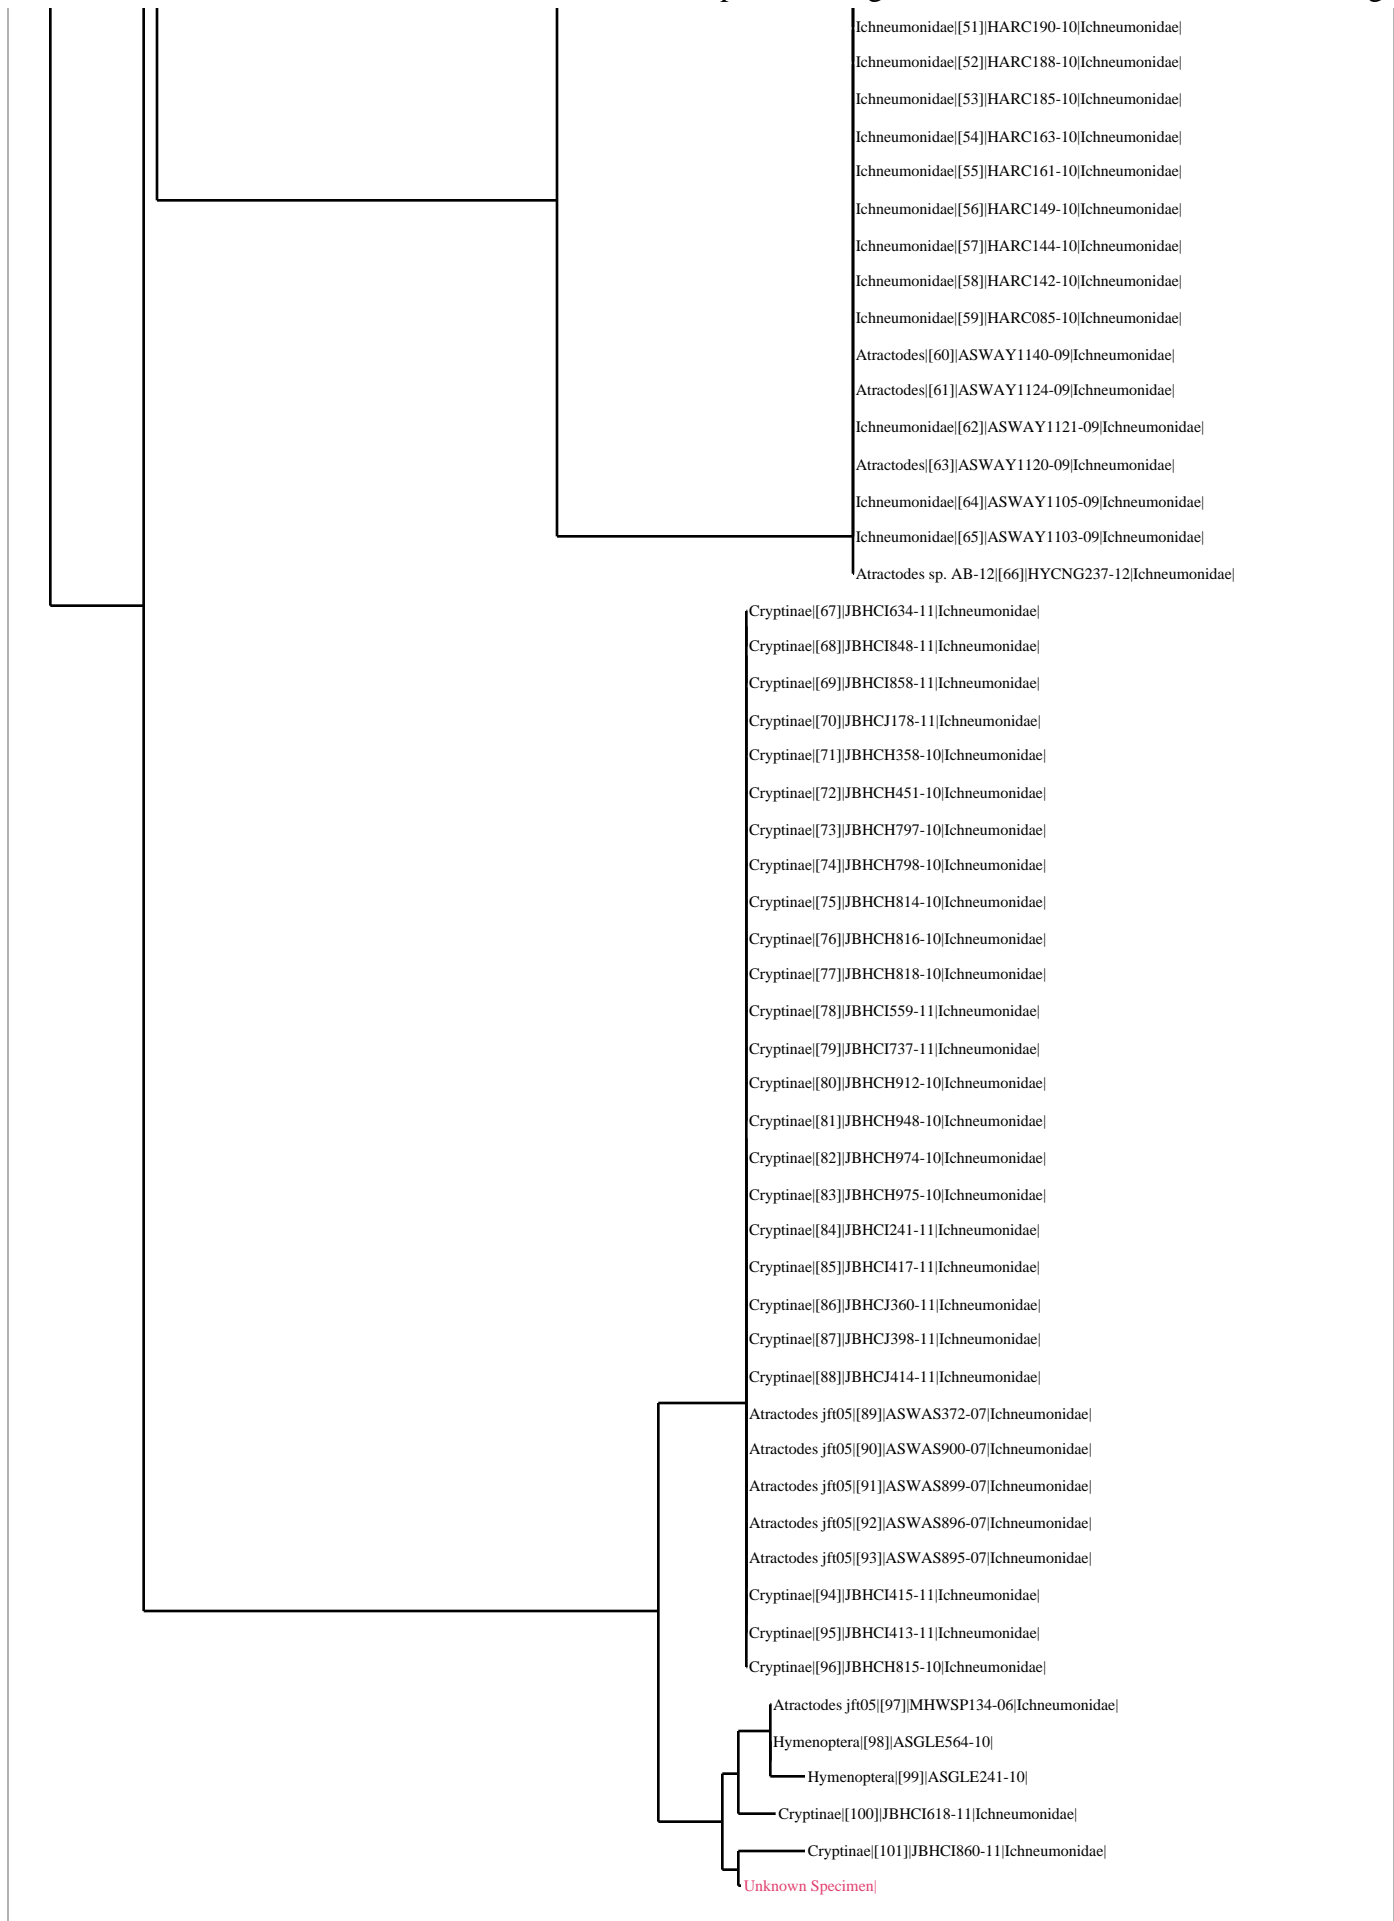 Ichneumonidae|[51]|HARC190-10|Ichneumonidae|
Ichneumonidae|[52]|HARC188-10|Ichneumonidae|
Ichneumonidae|[53]|HARC185-10|Ichneumonidae|
Ichneumonidae|[54]|HARC163-10|Ichneumonidae|
Ichneumonidae|[55]|HARC161-10|Ichneumonidae|
Ichneumonidae|[56]|HARC149-10|Ichneumonidae|
Ichneumonidae|[57]|HARC144-10|Ichneumonidae|
Ichneumonidae|[58]|HARC142-10|Ichneumonidae|
Ichneumonidae|[59]|HARC085-10|Ichneumonidae|
Atractodes|[60]|ASWAY1140-09|Ichneumonidae|
Atractodes|[61]|ASWAY1124-09|Ichneumonidae|
Ichneumonidae|[62]|ASWAY1121-09|Ichneumonidae|
Atractodes|[63]|ASWAY1120-09|Ichneumonidae|
Ichneumonidae|[64]|ASWAY1105-09|Ichneumonidae|
Ichneumonidae|[65]|ASWAY1103-09|Ichneumonidae|
Atractodes sp. AB-12|[66]|HYCNG237-12|Ichneumonidae|
Cryptinae|[67]|JBHCI634-11|Ichneumonidae|
Cryptinae|[68]|JBHCI848-11|Ichneumonidae|
Cryptinae|[69]|JBHCI858-11|Ichneumonidae|
Cryptinae|[70]|JBHCJ178-11|Ichneumonidae|
Cryptinae|[71]|JBHCH358-10|Ichneumonidae|
Cryptinae|[72]|JBHCH451-10|Ichneumonidae|
Cryptinae|[73]|JBHCH797-10|Ichneumonidae|
Cryptinae|[74]|JBHCH798-10|Ichneumonidae|
Cryptinae|[75]|JBHCH814-10|Ichneumonidae|
Cryptinae|[76]|JBHCH816-10|Ichneumonidae|
Cryptinae|[77]|JBHCH818-10|Ichneumonidae|
Cryptinae|[78]|JBHCI559-11|Ichneumonidae|
Cryptinae|[79]|JBHCI737-11|Ichneumonidae|
Cryptinae|[80]|JBHCH912-10|Ichneumonidae|
Cryptinae|[81]|JBHCH948-10|Ichneumonidae|
Cryptinae|[82]|JBHCH974-10|Ichneumonidae|
Cryptinae|[83]|JBHCH975-10|Ichneumonidae|
Cryptinae|[84]|JBHCI241-11|Ichneumonidae|
Cryptinae|[85]|JBHCI417-11|Ichneumonidae|
Cryptinae|[86]|JBHCJ360-11|Ichneumonidae|
Cryptinae|[87]|JBHCJ398-11|Ichneumonidae|
Cryptinae|[88]|JBHCJ414-11|Ichneumonidae|
Atractodes jft05|[89]|ASWAS372-07|Ichneumonidae|
Atractodes jft05|[90]|ASWAS900-07|Ichneumonidae|
Atractodes jft05|[91]|ASWAS899-07|Ichneumonidae|
Atractodes jft05|[92]|ASWAS896-07|Ichneumonidae|
Atractodes jft05|[93]|ASWAS895-07|Ichneumonidae|
Cryptinae|[94]|JBHCI415-11|Ichneumonidae|
Cryptinae|[95]|JBHCI413-11|Ichneumonidae|
Cryptinae|[96]|JBHCH815-10|Ichneumonidae|
Atractodes jft05|[97]|MHWSP134-06|Ichneumonidae|
Hymenoptera|[98]|ASGLE564-10|
Hymenoptera|[99]|ASGLE241-10|
Cryptinae|[100]|JBHCI618-11|Ichneumonidae|
Cryptinae|[101]|JBHCI860-11|Ichneumonidae|
Unknown Specimen|